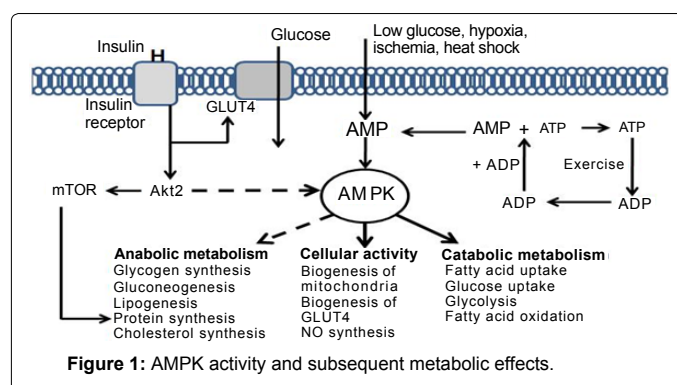 Insulin
Glucose
Low glucose, hypoxia,
ischemia, heat shock
Insulin
receptor
GLUT4
AMP
AMP + ATP
ATP
+ ADP
Exercise
mTOR
Akt2
AMPK
ADP
ADP
Anabolic metabolism
Glycogen synthesis
Gluconeogenesis
Lipogenesis
Protein synthesis
Cholesterol synthesis
Cellular activity
Biogenesis of
mitochondria
Biogenesis of
GLUT4
NO synthesis
Catabolic metabolism
Fatty acid uptake
Glucose uptake
Glycolysis
Fatty acid oxidation
Figure 1: AMPK activity and subsequent metabolic effects.